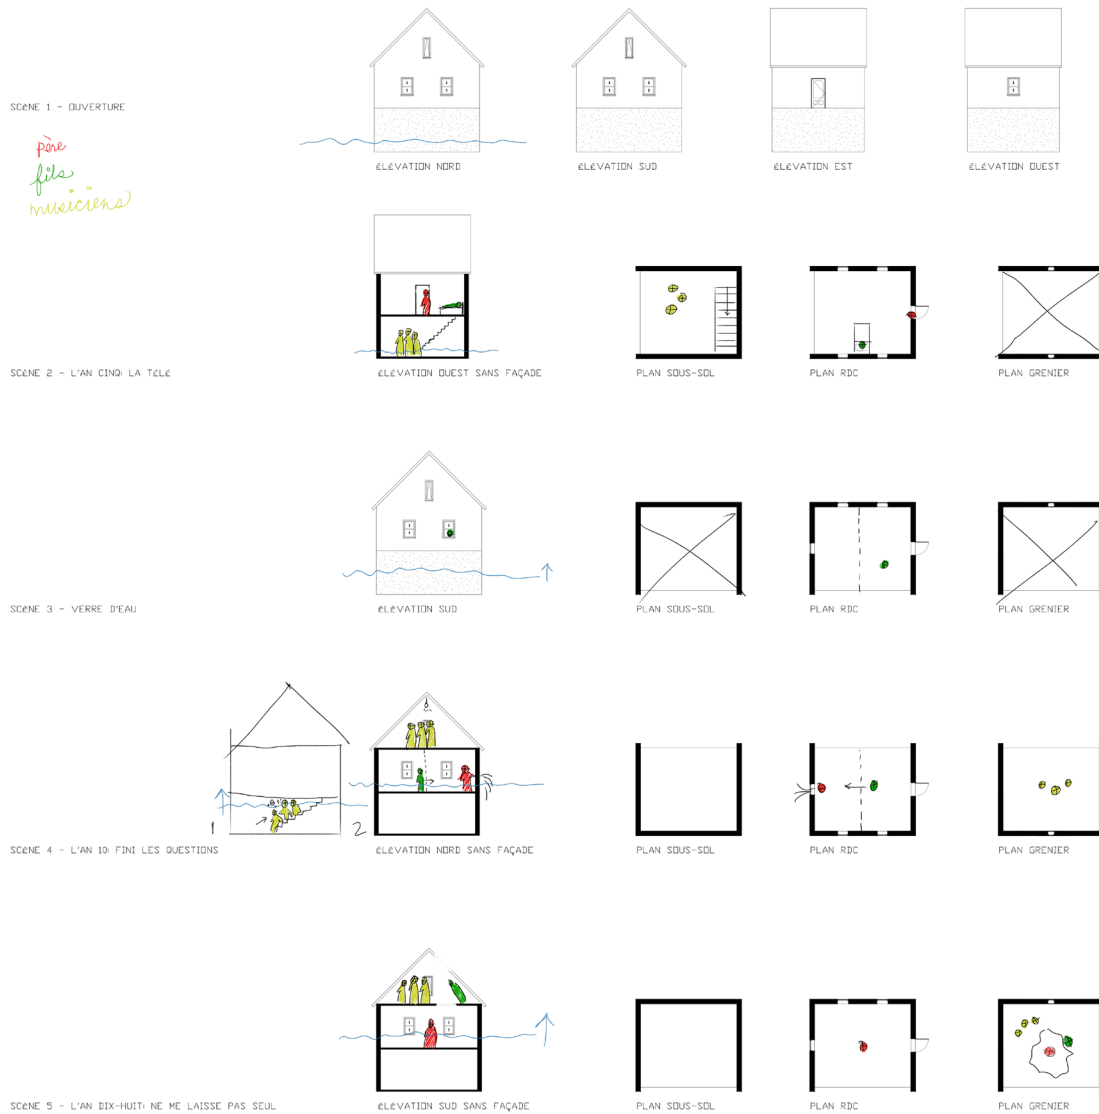 SCÈNE 1 - OUVERTURE
père
fils
musiciens
ÉLÉVATION NORD
ÉLÉVATION SUD
ÉLÉVATION EST
ÉLÉVATION OUEST
SCÈNE 2 - L'AN CINQ: LA TÉLÉ
ÉLÉVATION OUEST SANS FAÇADE
PLAN SOUS-SOL
PLAN RDC
PLAN GRENIER
SCÈNE 3 - VERRE D'EAU
ÉLÉVATION SUD
PLAN SOUS-SOL
PLAN RDC
PLAN GRENIER
1
2
SCÈNE 4 - L'AN 10: FINI LES QUESTIONS
ÉLÉVATION NORD SANS FAÇADE
PLAN SOUS-SOL
PLAN RDC
PLAN GRENIER
SCÈNE 5 - L'AN DIX-HUIT: NE ME LAISSE PAS SEUL
ÉLÉVATION SUD SANS FAÇADE
PLAN SOUS-SOL
PLAN RDC
PLAN GRENIER